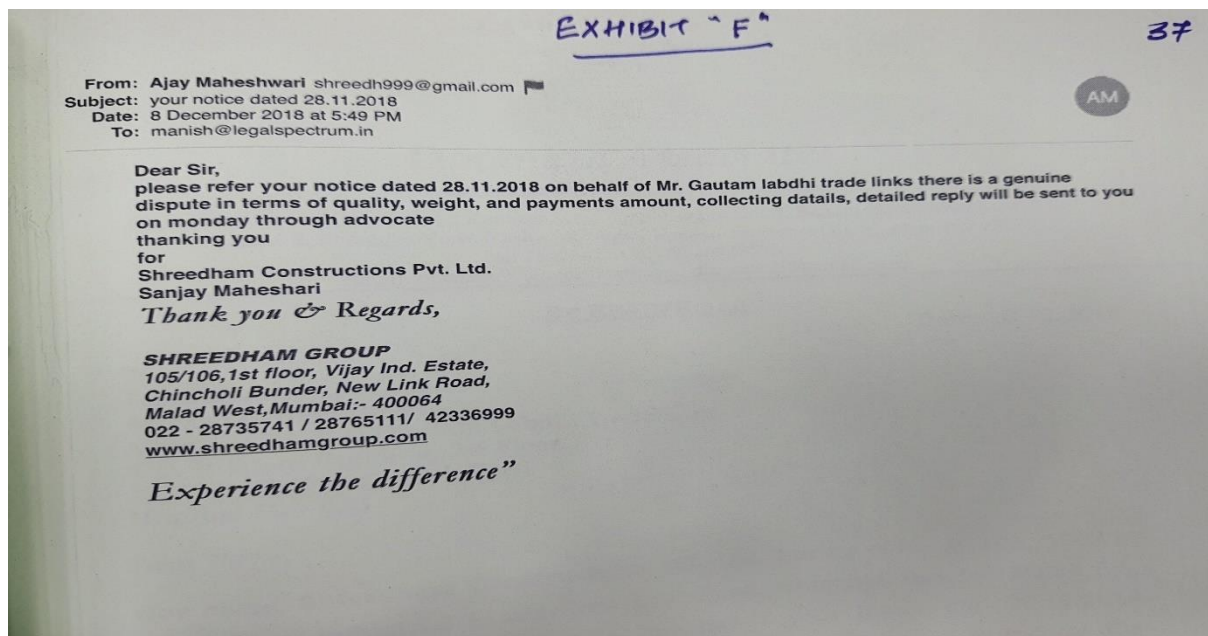 EXHIBIT "F"
37
From: Ajay Maheshwari shreedh999@gmail.com
Subject: your notice dated 28.11.2018
Date: 8 December 2018 at 5:49 PM
To: manish@legalspectrum.in
AM
Dear Sir,
please refer your notice dated 28.11.2018 on behalf of Mr. Gautam labdhi trade links there is a genuine
dispute in terms of quality, weight, and payments amount, collecting datails, detailed reply will be sent to you
on monday through advocate
thanking you
for
Shreedham Constructions Pvt. Ltd.
Sanjay Maheshari
Thank you & Regards,
SHREEDHAM GROUP
105/106,1st floor, Vijay Ind. Estate,
Chincholi Bunder, New Link Road,
Malad West,Mumbai:- 400064
022 - 28735741 / 28765111/ 42336999
www.shreedhamgroup.com
Experience the difference”